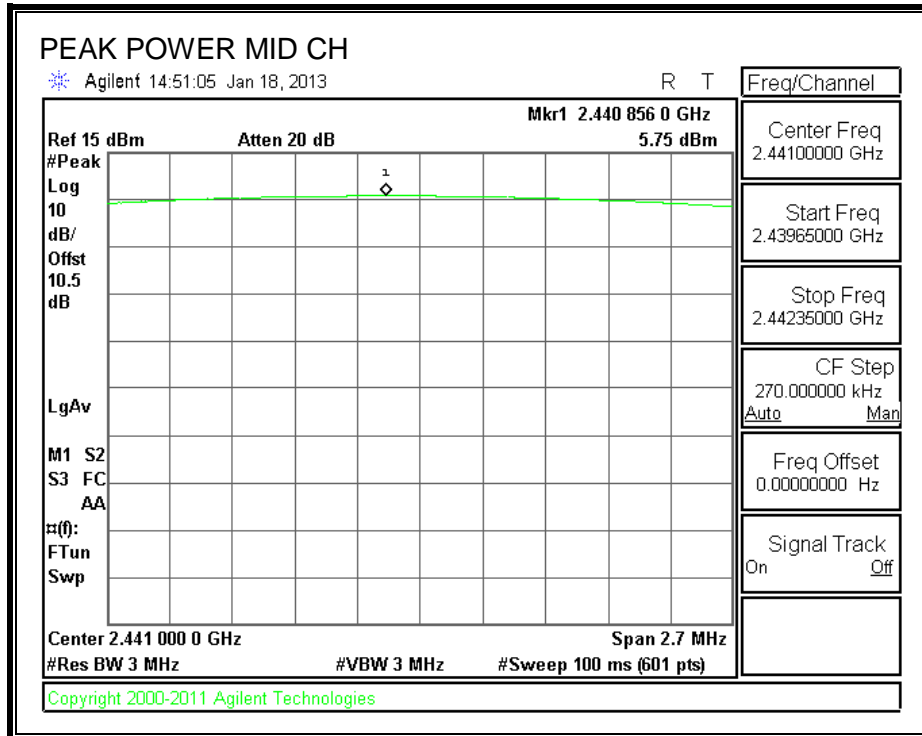 PEAK POWER MID CH
Agilent 14:51:05 Jan 18, 2013 R T
Mkr1 2.440 856 0 GHz
Ref 15 dBm Atten 20 dB 5.75 dBm
#Peak
Log
10
dB/
Offst
10.5
dB
LgAv
M1 S2
S3 FC
AA
¤(f):
FTun
Swp
1
Center 2.441 000 0 GHz Span 2.7 MHz
#Res BW 3 MHz #VBW 3 MHz #Sweep 100 ms (601 pts)
Copyright 2000-2011 Agilent Technologies
Freq/Channel
Center Freq
2.44100000 GHz
Start Freq
2.43965000 GHz
Stop Freq
2.44235000 GHz
CF Step
270.000000 kHz
Auto Man
Freq Offset
0.00000000 Hz
Signal Track
On Off